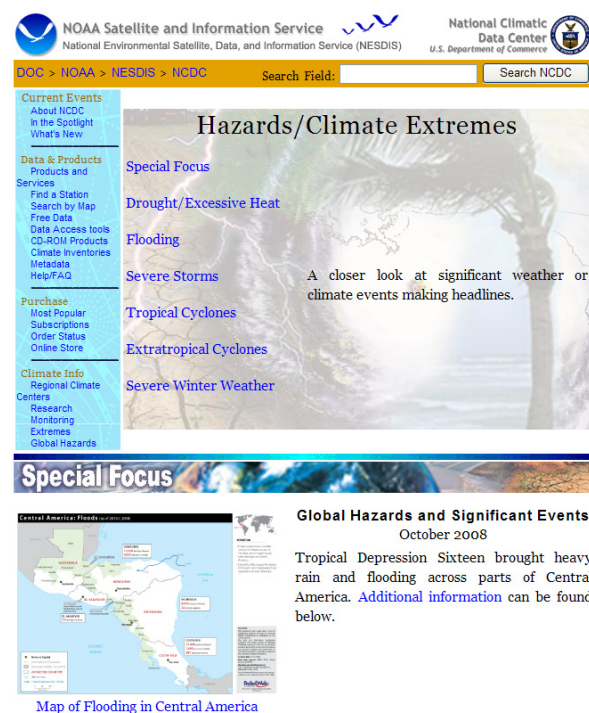 NOAA Satellite and Information Service
National Environmental Satellite, Data, and Information Service (NESDIS)
National Climatic
Data Center
U.S. Department of Commerce
DOC > NOAA > NESDIS > NCDC
Search Field:
Search NCDC
Current Events
About NCDC
In the Spotlight
What's New
Data & Products
Products and
Services
Find a Station
Search by Map
Free Data
Data Access tools
CD-ROM Products
Climate Inventories
Metadata
Help/FAQ
Purchase
Most Popular
Subscriptions
Order Status
Online Store
Climate Info
Regional Climate
Centers
Research
Monitoring
Extremes
Global Hazards
Hazards/Climate Extremes
Special Focus
Drought/Excessive Heat
Flooding
Severe Storms
Tropical Cyclones
Extratropical Cyclones
Severe Winter Weather
A closer look at significant weather or
climate events making headlines.
Special Focus
Central America: Floods
Map of Flooding in Central America
Global Hazards and Significant Events
October 2008
Tropical Depression Sixteen brought heavy
rain and flooding across parts of Central
America. Additional information can be found
below.